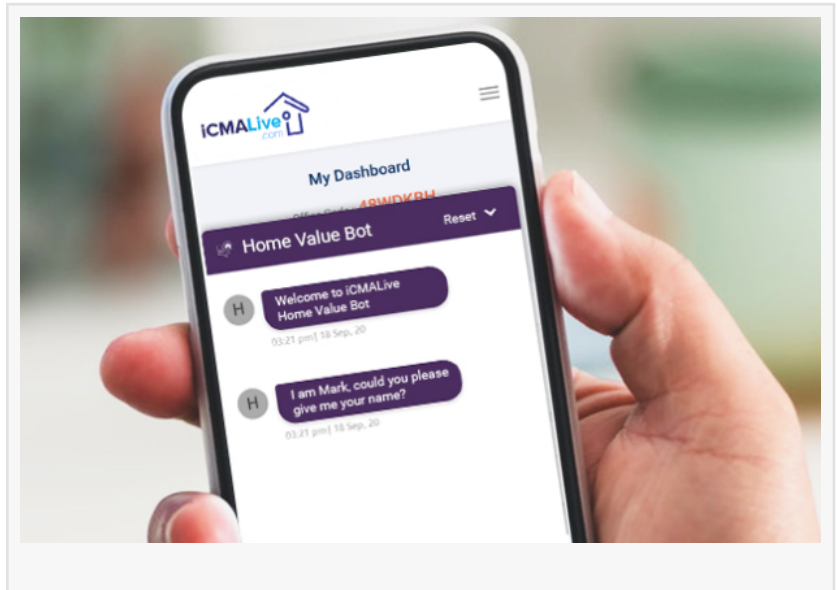 iCMALive
.com
My Dashboard
48WDKBH
Home Value Bot
Reset
H
Welcome to iCMALive
Home Value Bot
03:21 pm| 18 Sep, 20
H
I am Mark, could you please
give me your name?
03:21 pm| 18 Sep, 20